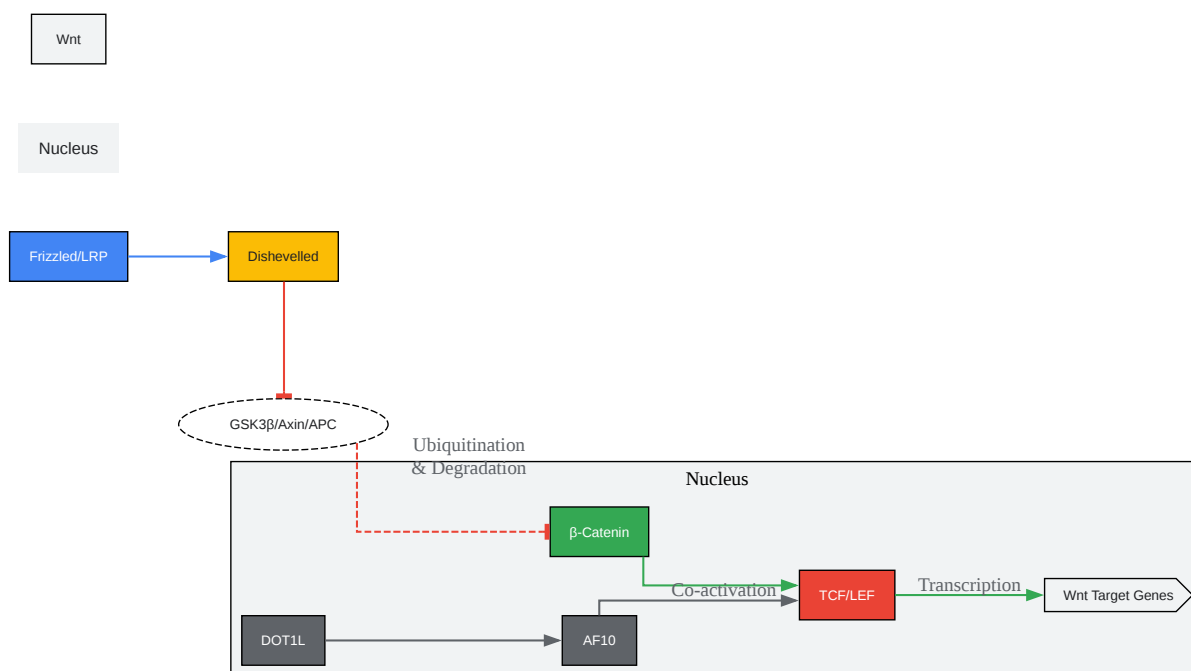 Wnt
Nucleus
Frizzled/LRP
Dishevelled
GSK3β/Axin/APC
Ubiquitination
& Degradation
Nucleus
β-Catenin
Co-activation
TCF/LEF
Transcription
Wnt Target Genes
DOT1L
AF10